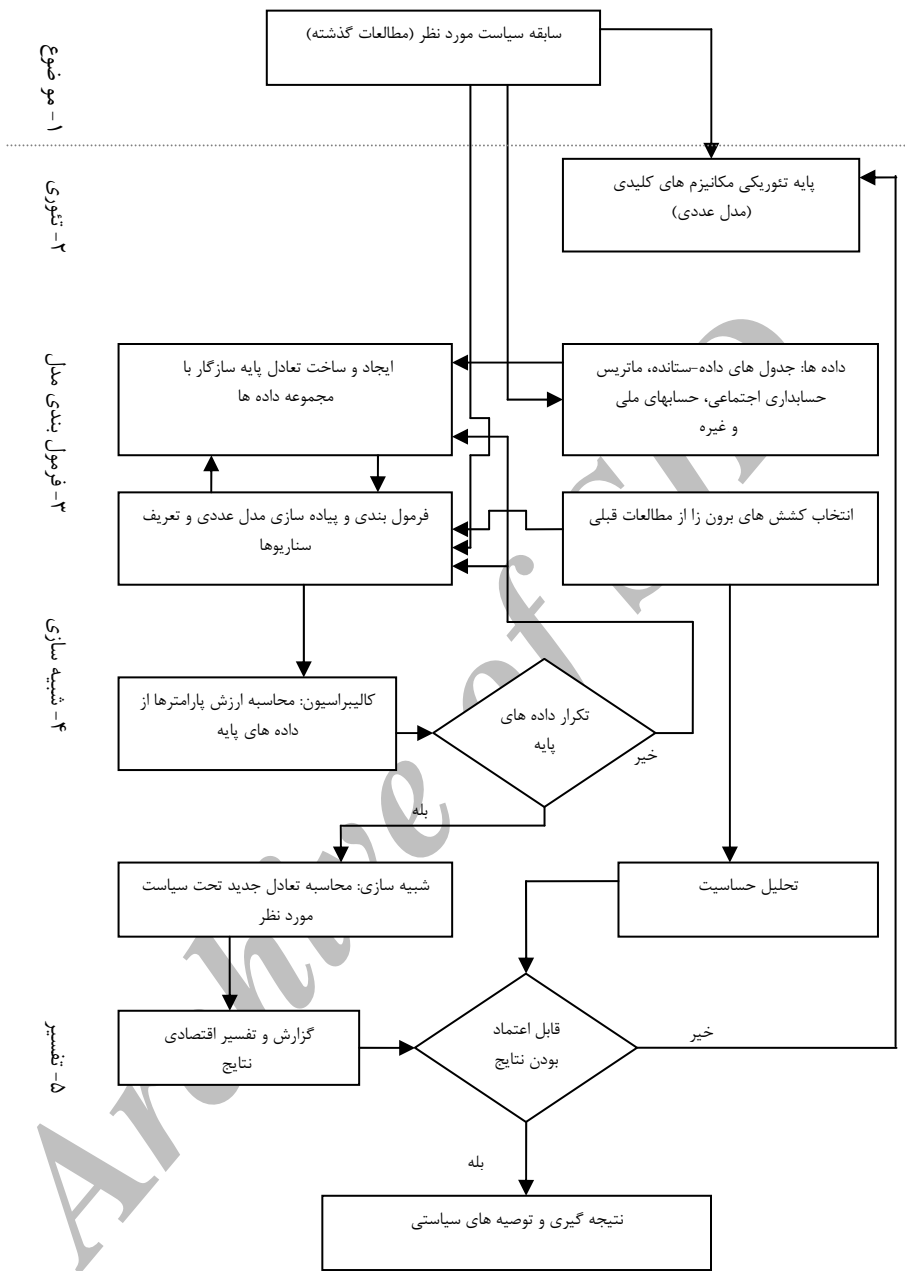 سابقه سیاست مورد نظر (مطالعات گذشته)
۱- مو ضوع
پایه تئوریکی مکانیزم های کلیدی
(مدل عددی)
۲- تئوری
داده ها: جدول های داده-ستانده، ماتریس
حسابداری اجتماعی، حسابهای ملی
و غیره
ایجاد و ساخت تعادل پایه سازگار با
مجموعه داده ها
۳- فرمول بندی مدل
انتخاب کشش های برون زا از مطالعات قبلی
فرمول بندی و پیاده سازی مدل عددی و تعریف
سناریوها
۴- شبیه سازی
کالیبراسیون: محاسبه ارزش پارامترها از
داده های پایه
تکرار داده های
پایه
خیر
بله
تحلیل حساسیت
شبیه سازی: محاسبه تعادل جدید تحت سیاست
مورد نظر
قابل اعتماد
بودن نتایج
خیر
گزارش و تفسیر اقتصادی
نتایج
۵- تفسیر
بله
نتیجه گیری و توصیه های سیاستی
Archive of SID